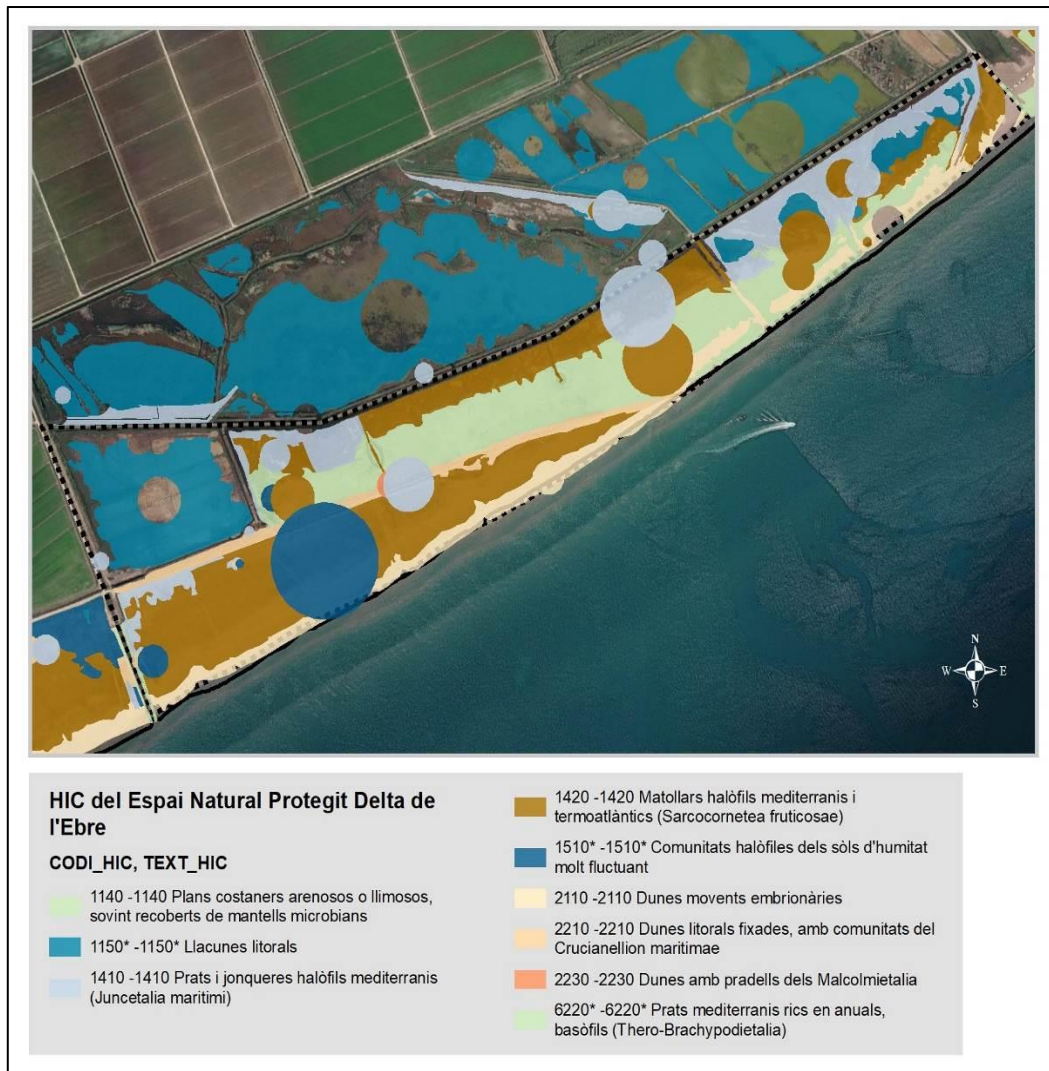 N
W
E
S
HIC del Espai Natural Protegit Delta de
l'Ebre
CODI_HIC, TEXT_HIC
1140 -1140 Plans costaners arenosos o llimosos,
sovint recoberts de mantells microbians
1150* -1150* Llacunes litorals
1410 -1410 Prats i jonqueres halòfils mediterranis
(Juncetalia maritimi)
1420 -1420 Matollars halòfils mediterranis i
termoatlàntics (Sarcocornetea fruticosae)
1510* -1510* Comunitats halòfiles dels sòls d'humitat
molt fluctuant
2110 -2110 Dunes movents embrionàries
2210 -2210 Dunes litorals fixades, amb comunitats del
Crucianellion maritimae
2230 -2230 Dunes amb pradells dels Malcolmietalia
6220* -6220* Prats mediterranis rics en anuals,
basòfils (Thero-Brachypodietalia)